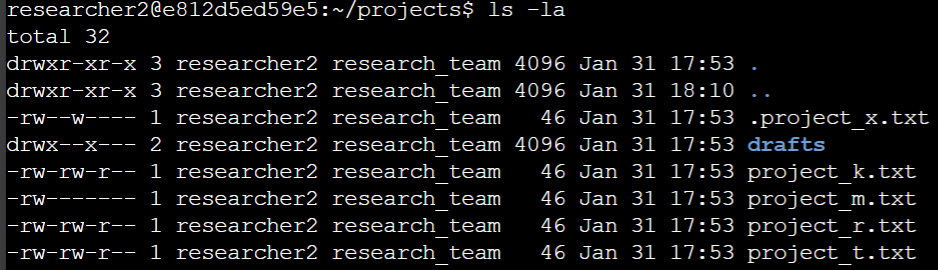 researcher2@e812d5ed59e5:~/projects$ ls -la
total 32
drwxr-xr-x 3 researcher2 research_team 4096 Jan 31 17:53 .
drwxr-xr-x 3 researcher2 research_team 4096 Jan 31 18:10 ..
-rw--w---- 1 researcher2 research_team   46 Jan 31 17:53 .project_x.txt
drwx--x--- 2 researcher2 research_team 4096 Jan 31 17:53 drafts
-rw-rw-r-- 1 researcher2 research_team   46 Jan 31 17:53 project_k.txt
-rw------- 1 researcher2 research_team   46 Jan 31 17:53 project_m.txt
-rw-rw-r-- 1 researcher2 research_team   46 Jan 31 17:53 project_r.txt
-rw-rw-r-- 1 researcher2 research_team   46 Jan 31 17:53 project_t.txt